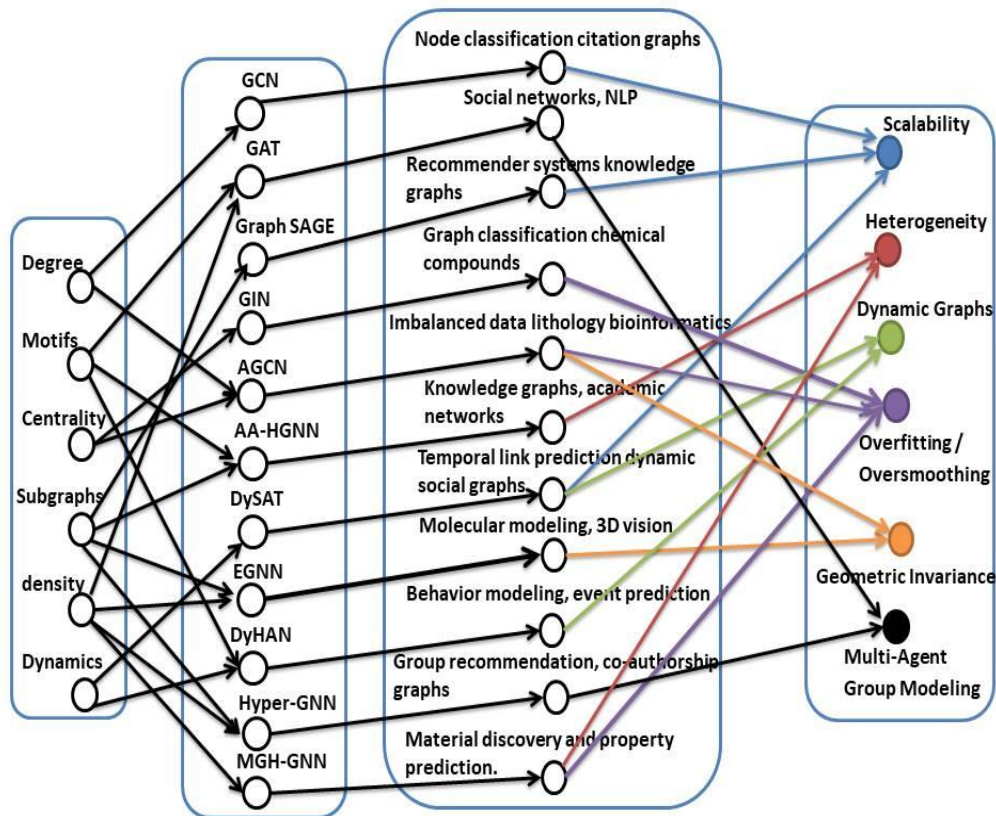 Degree
Motifs
Centrality
Subgraphs
density
Dynamics
GCN
GAT
Graph SAGE
GIN
AGCN
AA-HGNN
DySAT
EGNN
DyHAN
Hyper-GNN
MGH-GNN
Node classification citation graphs
Social networks, NLP
Recommender systems knowledge
graphs
Graph classification chemical
compounds
Imbalanced data lithology bioinformatics
Knowledge graphs, academic
networks
Temporal link prediction dynamic
social graphs.
Molecular modeling, 3D vision
Behavior modeling, event prediction
Group recommendation, co-authorship
graphs
Material discovery and property
prediction.
Scalability
Heterogeneity
Dynamic Graphs
Overfitting /
Oversmoothing
Geometric Invariance
Multi-Agent
Group Modeling